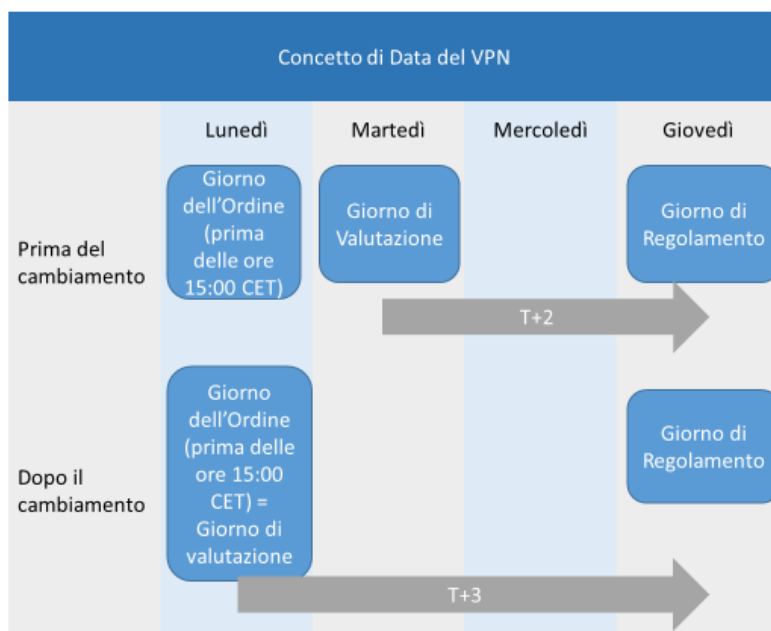 Concetto di Data del VPN
Lunedì
Martedì
Mercoledì
Giovedì
Prima del
cambiamento
Giorno
dell'Ordine
(prima
delle ore
15:00 CET)
Giorno di
Valutazione
Giorno di
Regolamento
T+2
Dopo il
cambiamento
Giorno
dell'Ordine
(prima delle
ore 15:00
CET) =
Giorno di
valutazione
Giorno di
Regolamento
T+3